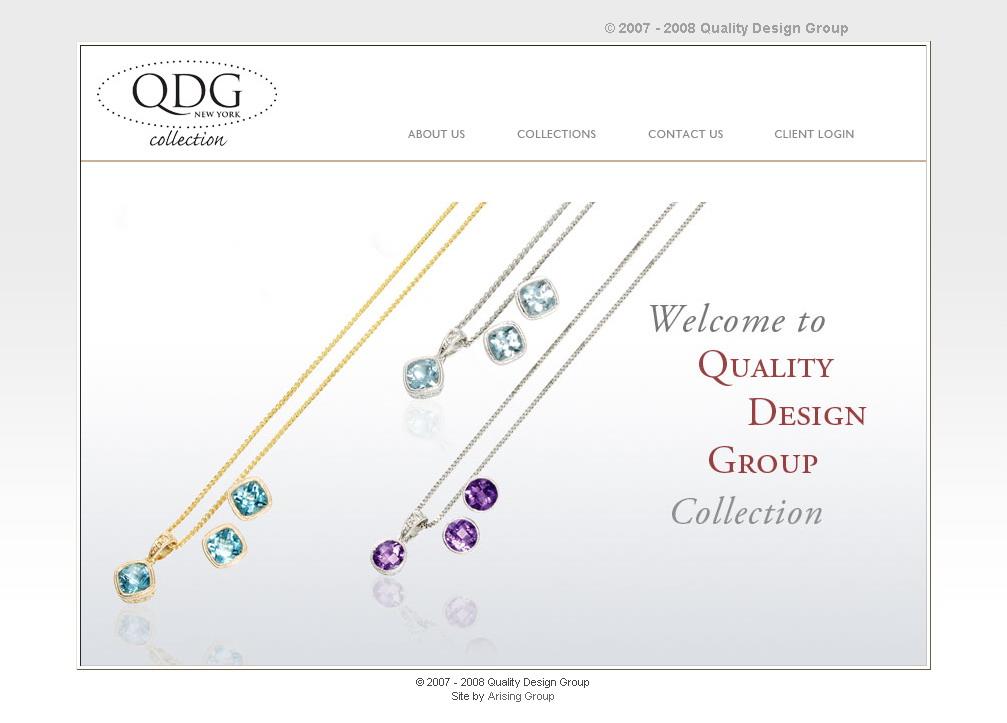 © 2007 - 2008 Quality Design Group
QDG
NEW YORK
collection
ABOUT US COLLECTIONS CONTACT US CLIENT LOGIN
Welcome to
QUALITY
DESIGN
GROUP
Collection
© 2007 - 2008 Quality Design Group
Site by Arising Group